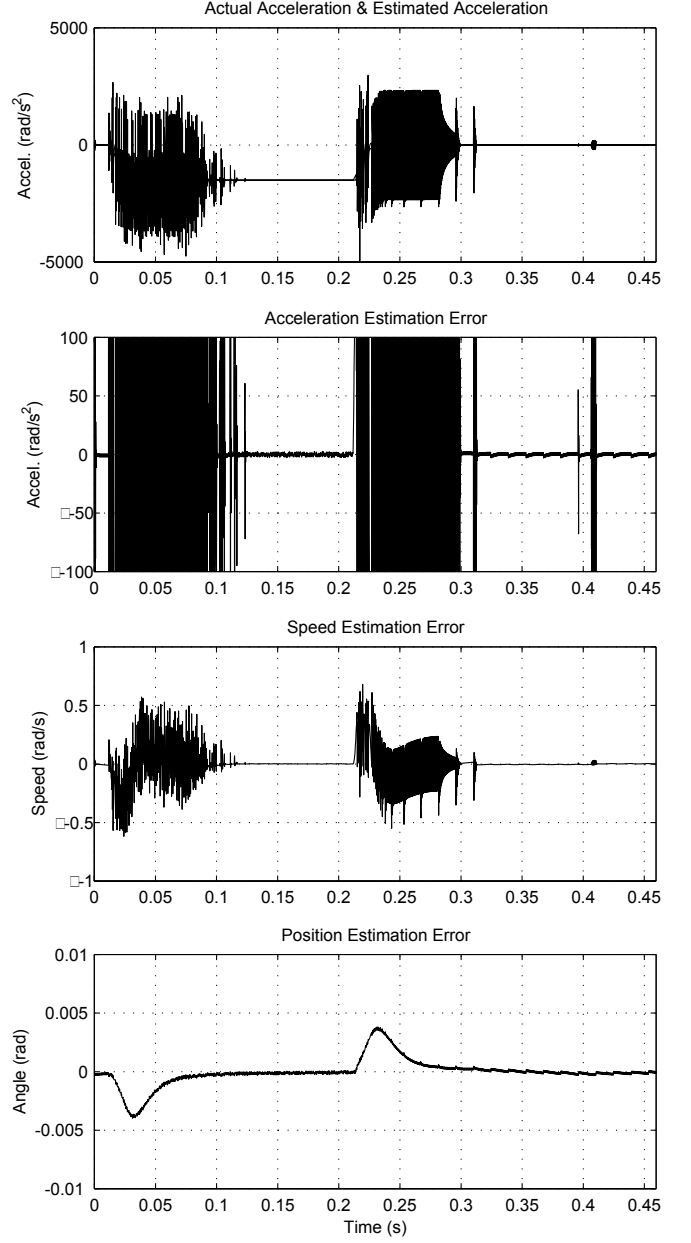 Actual Acceleration & Estimated Acceleration
5000
0
-5000
Accel. (rad/s²)
0 0.05 0.1 0.15 0.2 0.25 0.3 0.35 0.4 0.45
Acceleration Estimation Error
100
50
0
□-50
□-100
Accel. (rad/s²)
0 0.05 0.1 0.15 0.2 0.25 0.3 0.35 0.4 0.45
Speed Estimation Error
1
0.5
0
□-0.5
□-1
Speed (rad/s)
0 0.05 0.1 0.15 0.2 0.25 0.3 0.35 0.4 0.45
Position Estimation Error
0.01
0.005
0
-0.005
-0.01
Angle (rad)
0 0.05 0.1 0.15 0.2 0.25 0.3 0.35 0.4 0.45
Time (s)